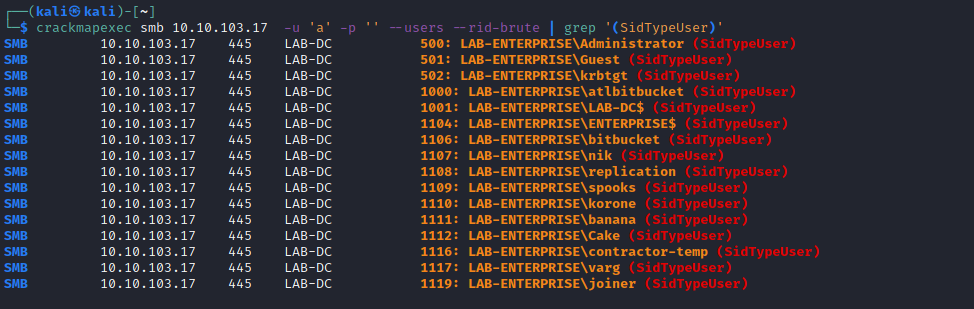 ┌──(kali㉿kali)-[~]
└─$ crackmapexec smb 10.10.103.17 -u 'a' -p '' --users --rid-brute | grep '(SidTypeUser)'
SMB 10.10.103.17 445 LAB-DC 500: LAB-ENTERPRISE\Administrator (SidTypeUser)
SMB 10.10.103.17 445 LAB-DC 501: LAB-ENTERPRISE\Guest (SidTypeUser)
SMB 10.10.103.17 445 LAB-DC 502: LAB-ENTERPRISE\krbtgt (SidTypeUser)
SMB 10.10.103.17 445 LAB-DC 1000: LAB-ENTERPRISE\atlbitbucket (SidTypeUser)
SMB 10.10.103.17 445 LAB-DC 1001: LAB-ENTERPRISE\LAB-DC$ (SidTypeUser)
SMB 10.10.103.17 445 LAB-DC 1104: LAB-ENTERPRISE\ENTERPRISE$ (SidTypeUser)
SMB 10.10.103.17 445 LAB-DC 1106: LAB-ENTERPRISE\bitbucket (SidTypeUser)
SMB 10.10.103.17 445 LAB-DC 1107: LAB-ENTERPRISE\nik (SidTypeUser)
SMB 10.10.103.17 445 LAB-DC 1108: LAB-ENTERPRISE\replication (SidTypeUser)
SMB 10.10.103.17 445 LAB-DC 1109: LAB-ENTERPRISE\spooks (SidTypeUser)
SMB 10.10.103.17 445 LAB-DC 1110: LAB-ENTERPRISE\korone (SidTypeUser)
SMB 10.10.103.17 445 LAB-DC 1111: LAB-ENTERPRISE\banana (SidTypeUser)
SMB 10.10.103.17 445 LAB-DC 1112: LAB-ENTERPRISE\Cake (SidTypeUser)
SMB 10.10.103.17 445 LAB-DC 1116: LAB-ENTERPRISE\contractor-temp (SidTypeUser)
SMB 10.10.103.17 445 LAB-DC 1117: LAB-ENTERPRISE\varg (SidTypeUser)
SMB 10.10.103.17 445 LAB-DC 1119: LAB-ENTERPRISE\joiner (SidTypeUser)